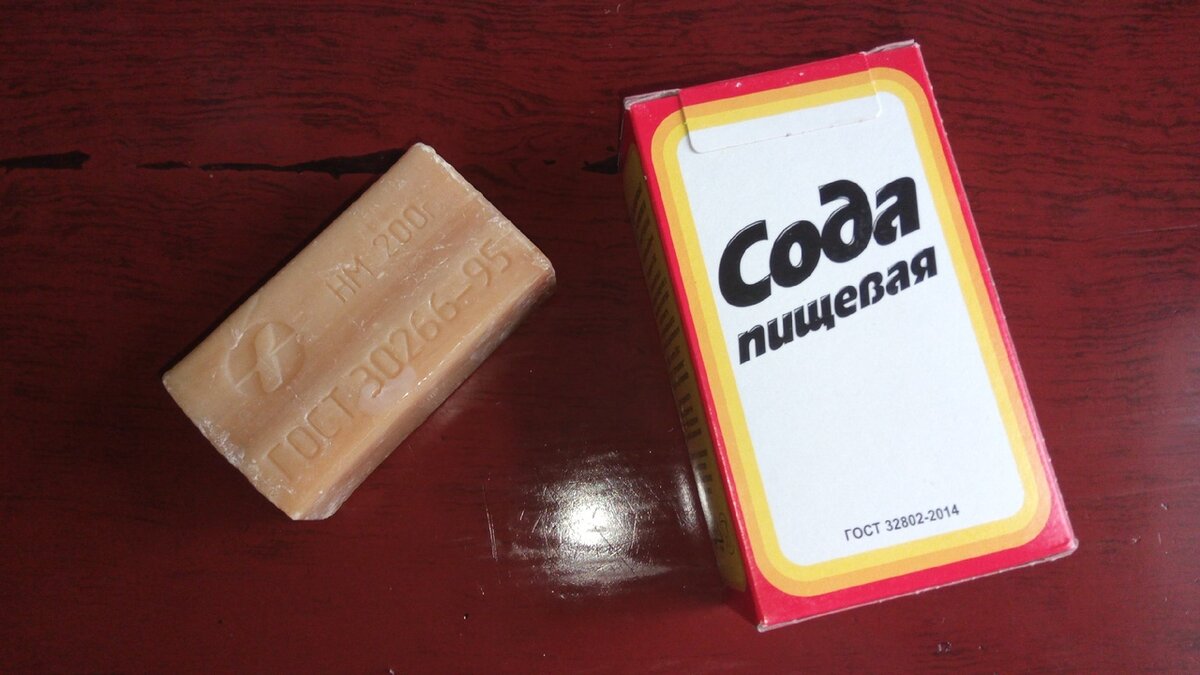 НМ 200г
ГОСТ 30266-95
Сода
пищевая
ГОСТ 32802-2014